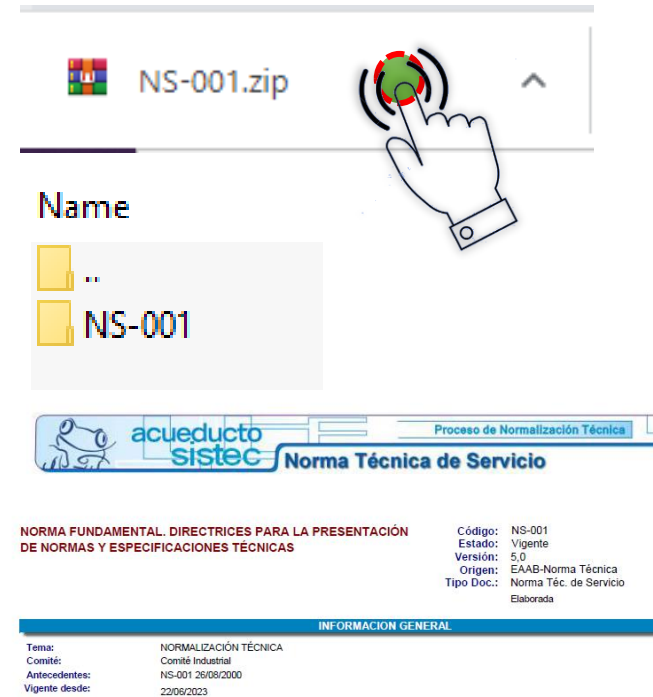 NS-001.zip
Name
..
NS-001
acueducto
sistec
Proceso de Normalización Técnica
Norma Técnica de Servicio
NORMA FUNDAMENTAL. DIRECTRICES PARA LA PRESENTACIÓN
DE NORMAS Y ESPECIFICACIONES TÉCNICAS
Código: NS-001
Estado: Vigente
Versión: 5,0
Origen: EAAB-Norma Técnica
Tipo Doc.: Norma Téc. de Servicio
Elaborada
INFORMACION GENERAL
Tema: NORMALIZACIÓN TÉCNICA
Comité: Comité Industrial
Antecedentes: NS-001 26/08/2000
Vigente desde: 22/06/2023